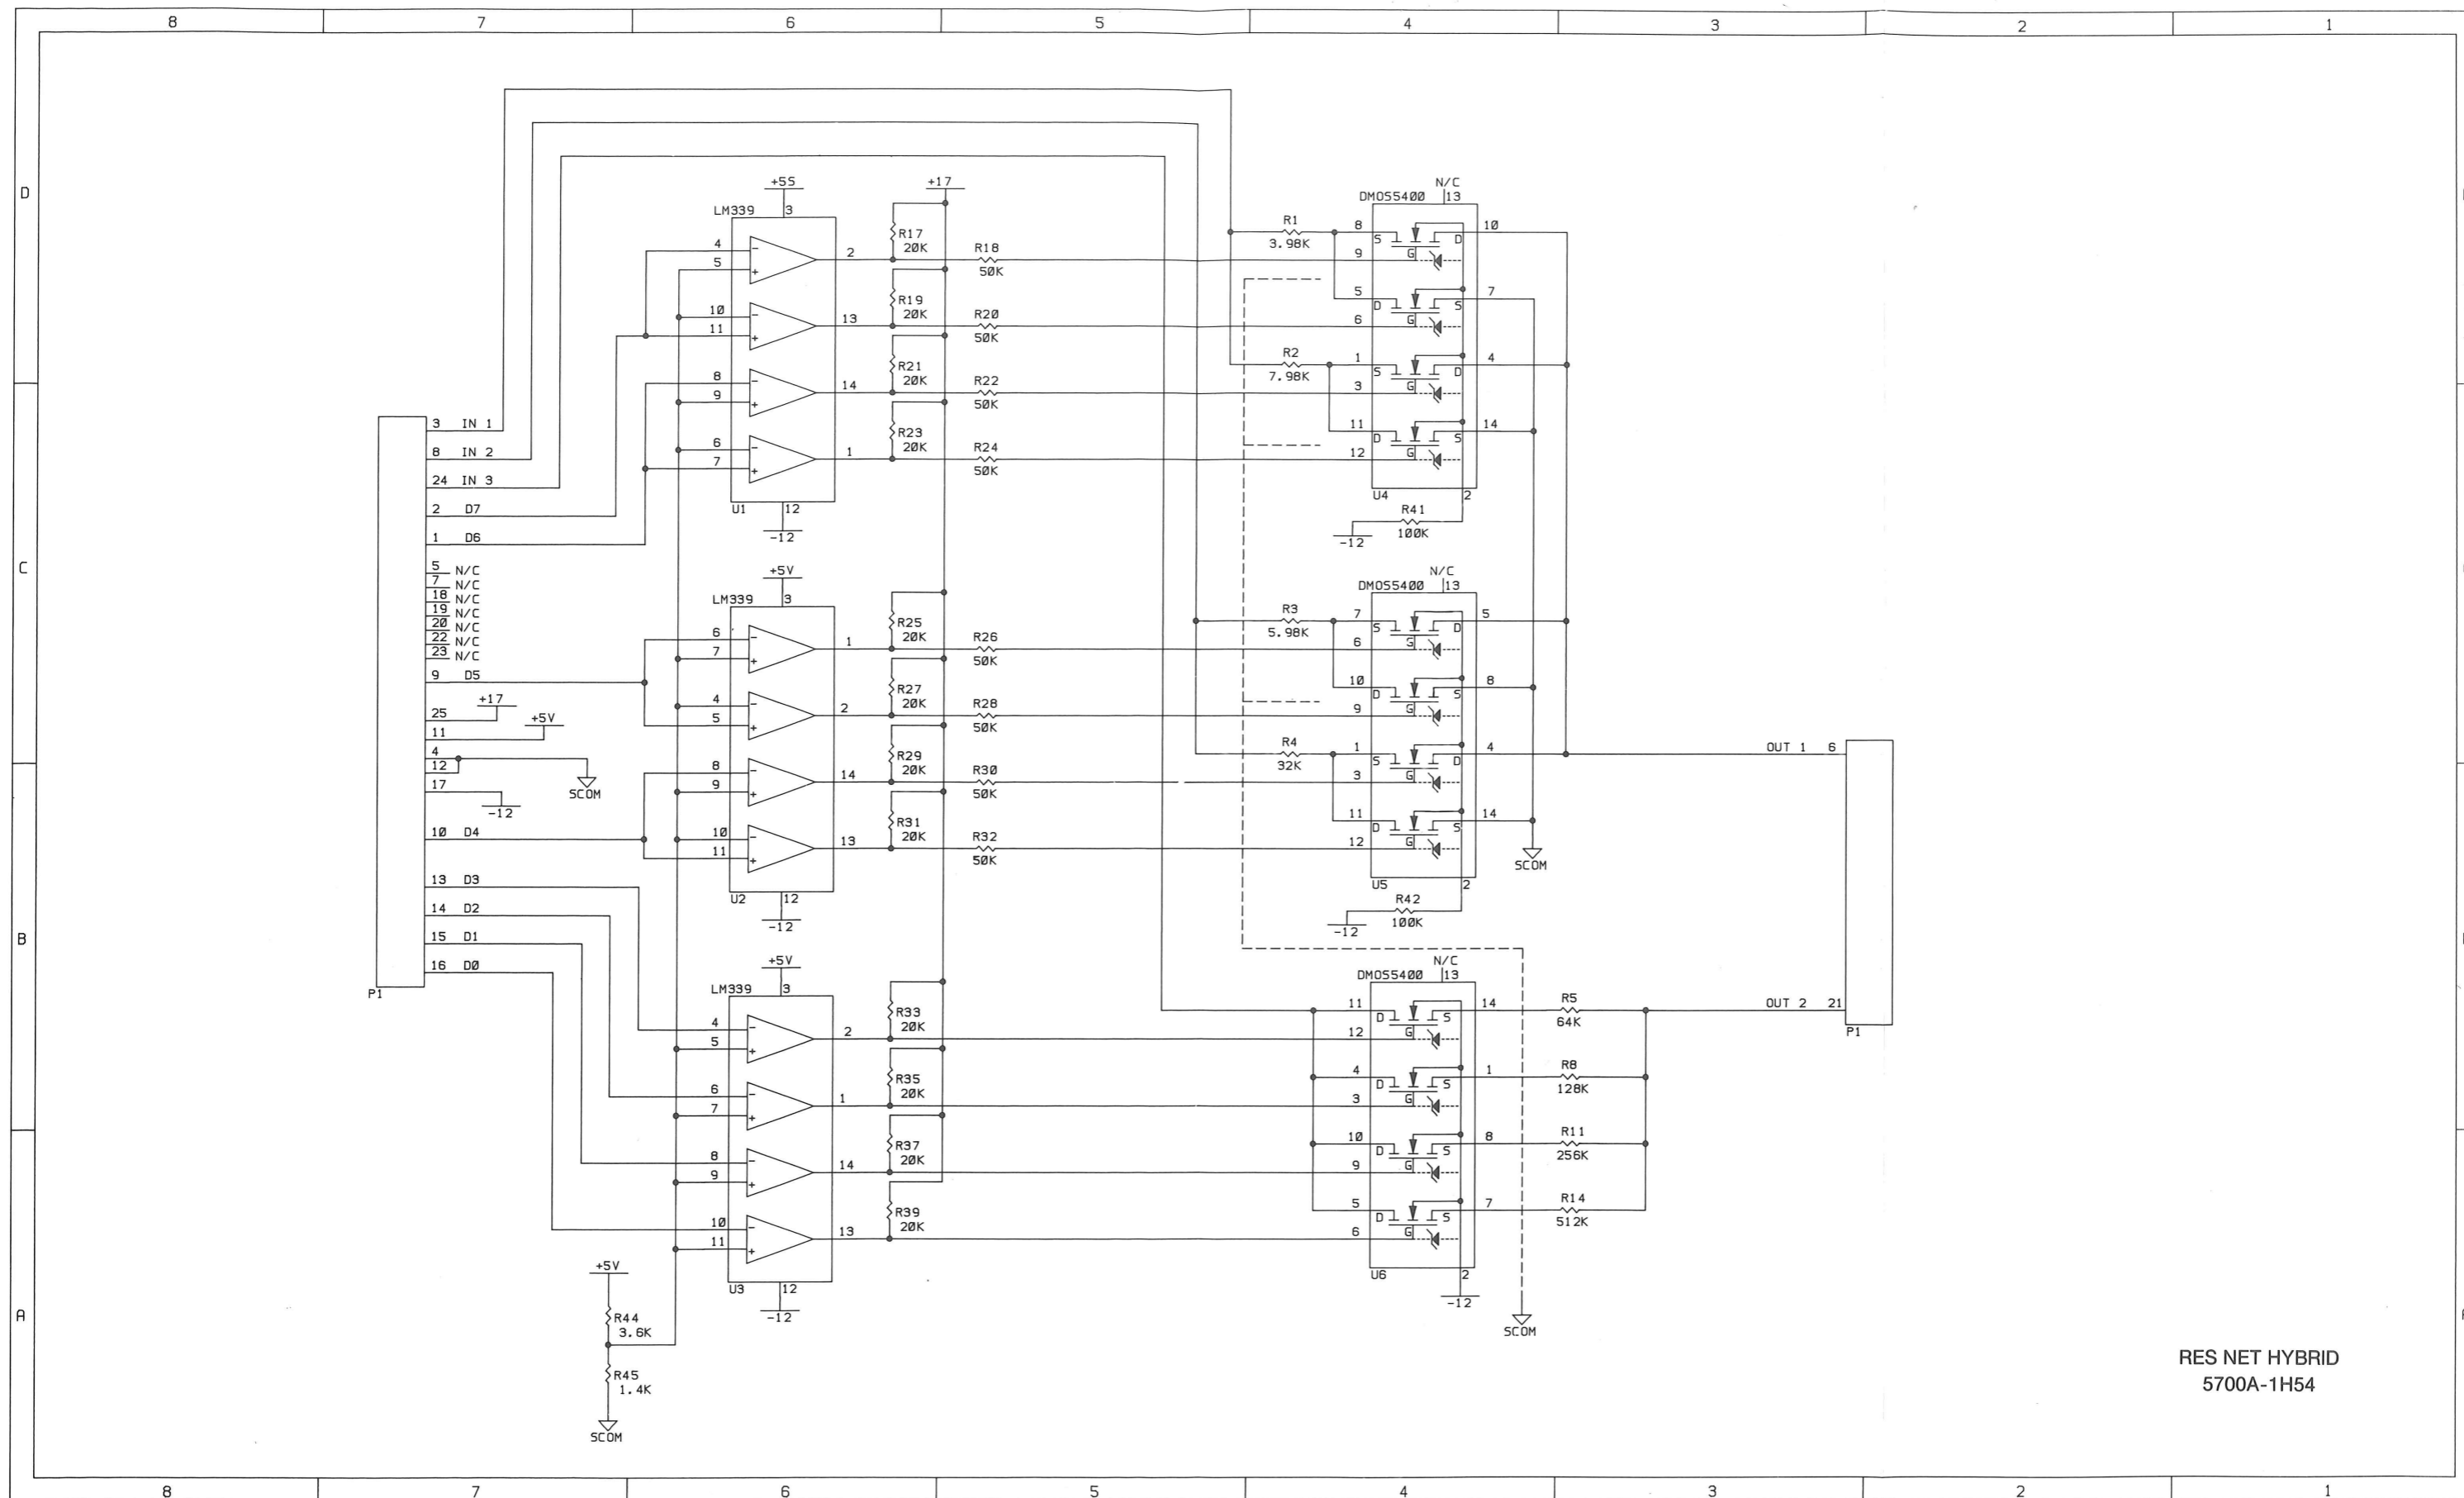 8 7 6 5 4 3 2 1
D
C
B
A
3 IN 1
8 IN 2
24 IN 3
2 D7
1 D6
5 N/C
7 N/C
18 N/C
19 N/C
20 N/C
22 N/C
23 N/C
9 D5
+17
25
+5V
11
4
12
SCOM
17
-12
10 D4
13 D3
14 D2
15 D1
16 D0
P1
+5S
LM339 3
4 - 2
5 +
10 - 13
11 +
8 - 14
9 +
6 - 1
7 +
U1 12
-12
+17
R17
20K
R18
50K
R19
20K
R20
50K
R21
20K
R22
50K
R23
20K
R24
50K
+5V
LM339 3
6 - 1
7 +
4 - 2
5 +
8 - 14
9 +
10 - 13
11 +
U2 12
-12
R25
20K
R26
50K
R27
20K
R28
50K
R29
20K
R30
50K
R31
20K
R32
50K
+5V
LM339 3
4 - 2
5 +
6 - 1
7 +
8 - 14
9 +
10 - 13
11 +
U3 12
-12
R33
20K
R35
20K
R37
20K
R39
20K
+5V
R44
3.6K
R45
1.4K
SCOM
N/C
DMOS5400 13
R1
3.98K
8 S D 10
9 G
5 D S 7
6 G
R2
7.98K
1 S D 4
3 G
11 D S 14
12 G
U4 2
R41
100K
-12
N/C
DMOS5400 13
R3
5.98K
7 S D 5
6 G
10 D S 8
9 G
R4
32K
1 S D 4
3 G
11 D S 14
12 G
U5 2
SCOM
R42
100K
-12
N/C
DMOS5400 13
11 D S 14
12 G
4 D S 1
3 G
10 D S 8
9 G
5 D S 7
6 G
U6 2
-12
SCOM
R5
64K
R8
128K
R11
256K
R14
512K
OUT 1 6
OUT 2 21
P1
RES NET HYBRID
5700A-1H54
8 7 6 5 4 3 2 1